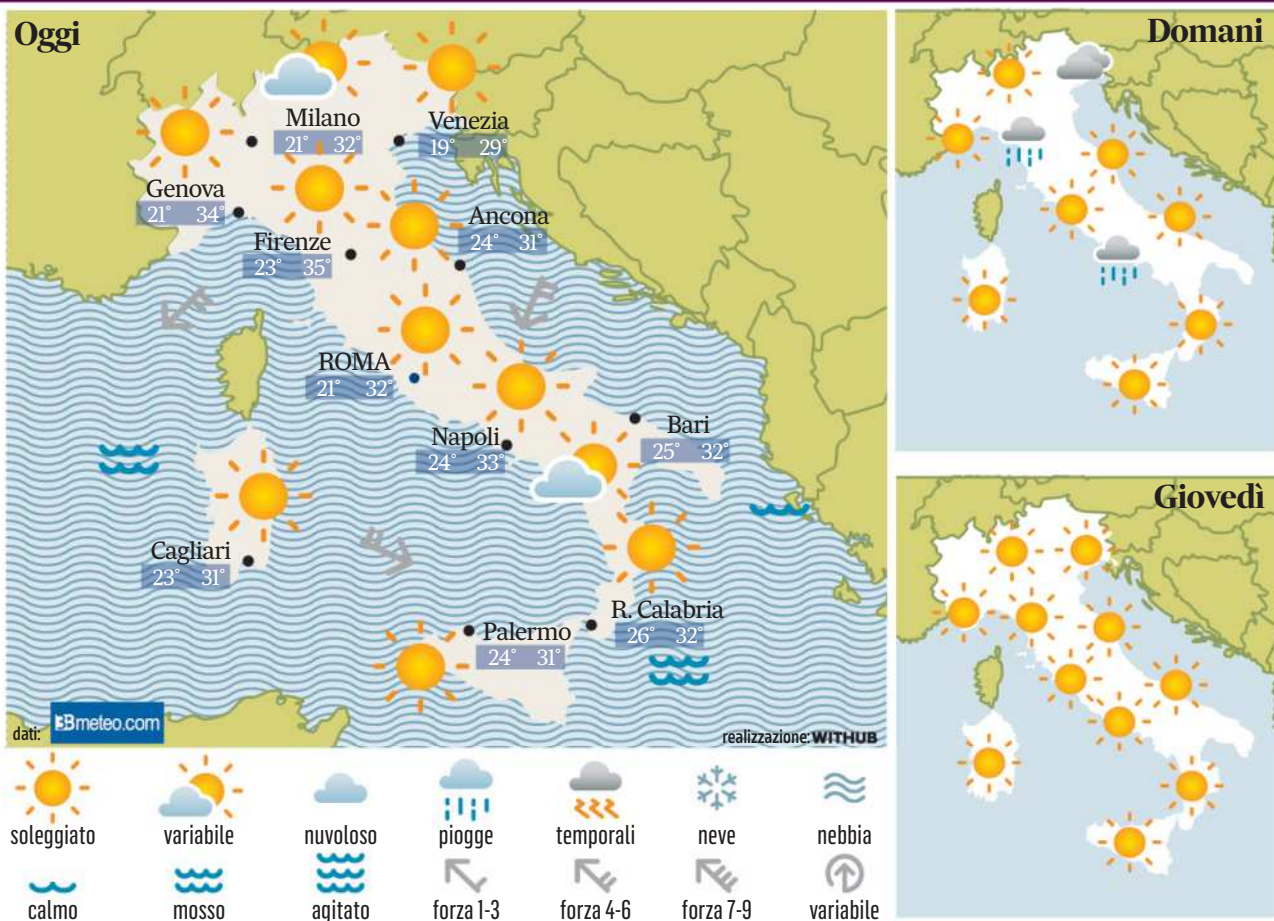 Oggi
Milano
21° 32°
Venezia
19° 29°
Genova
21° 34°
Firenze
23° 35°
Ancona
24° 31°
ROMA
21° 32°
Napoli
24° 33°
Bari
25° 32°
Cagliari
23° 31°
Palermo
24° 31°
R. Calabria
26° 32°
dati: 3Bmeteo.com
realizzazione: WITHUB
Domani
Giovedì
soleggiato variabile nuvoloso piogge temporali neve nebbia
calmo mosso agitato forza 1-3 forza 4-6 forza 7-9 variabile